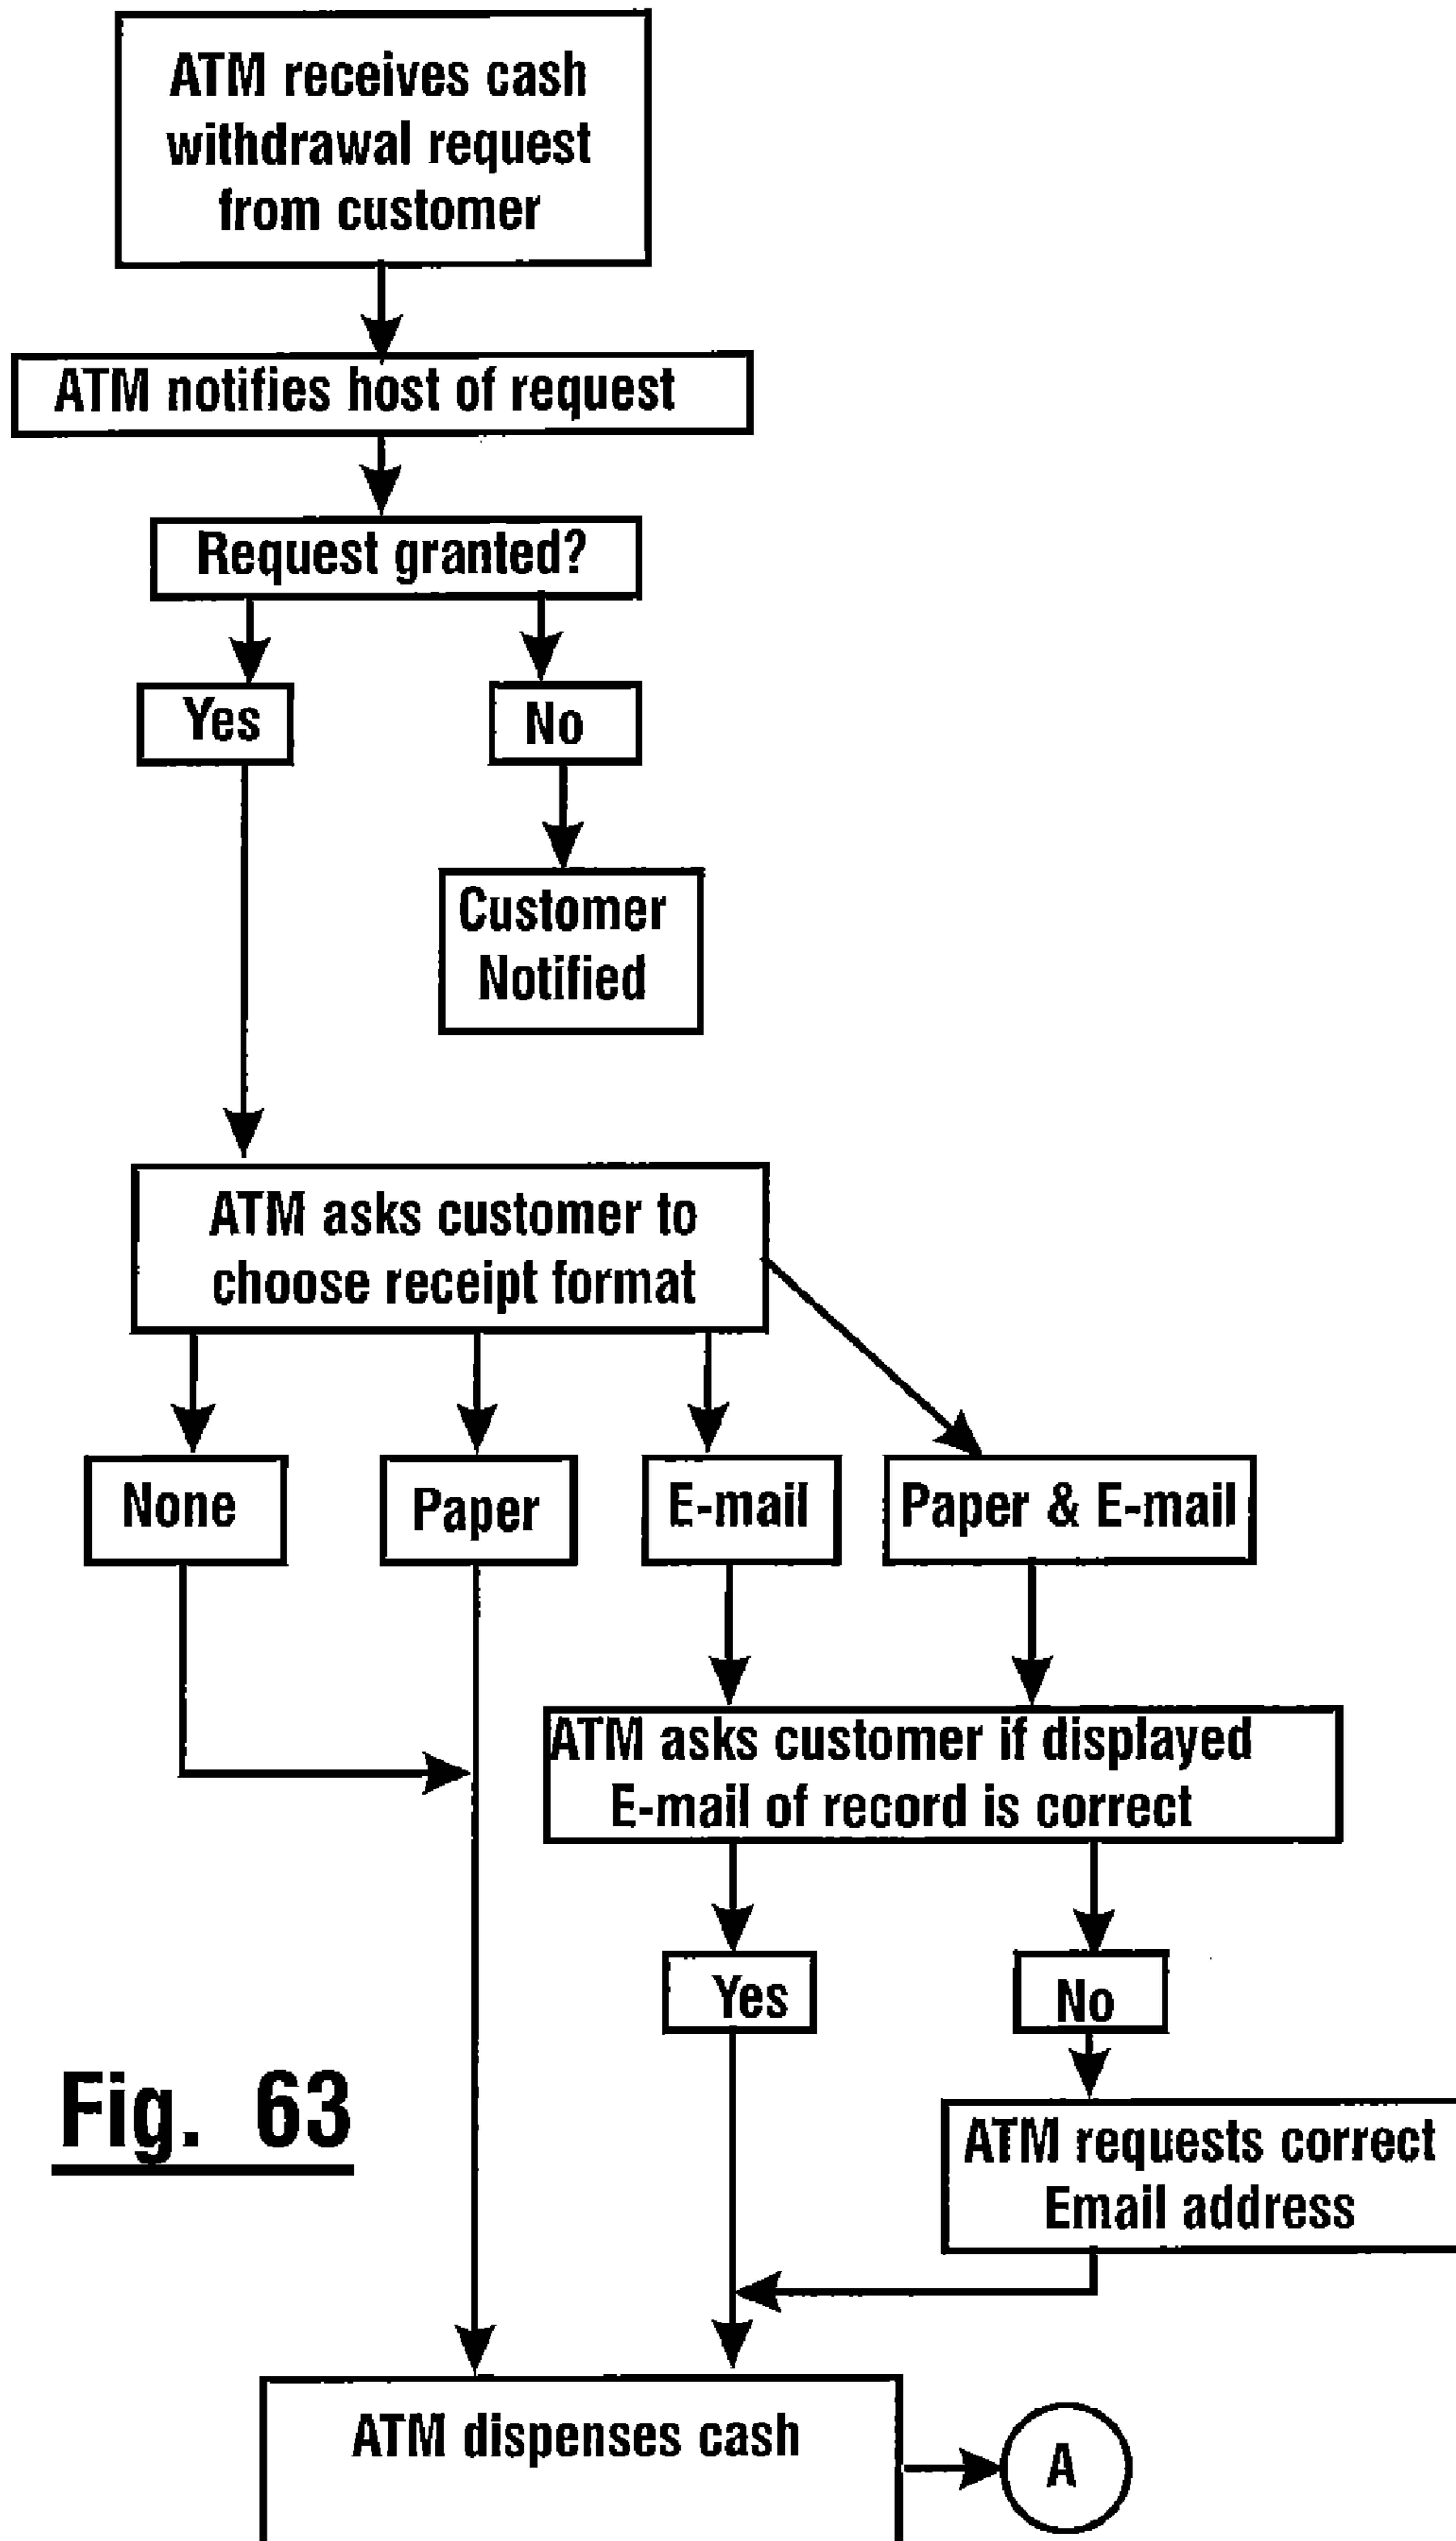 ATM receives cash
withdrawal request
from customer
ATM notifies host of request
Request granted?
Yes
No
Customer
Notified
ATM asks customer to
choose receipt format
None
Paper
E-mail
Paper & E-mail
ATM asks customer if displayed
E-mail of record is correct
Yes
No
Fig. 63
ATM requests correct
Email address
ATM dispenses cash
A